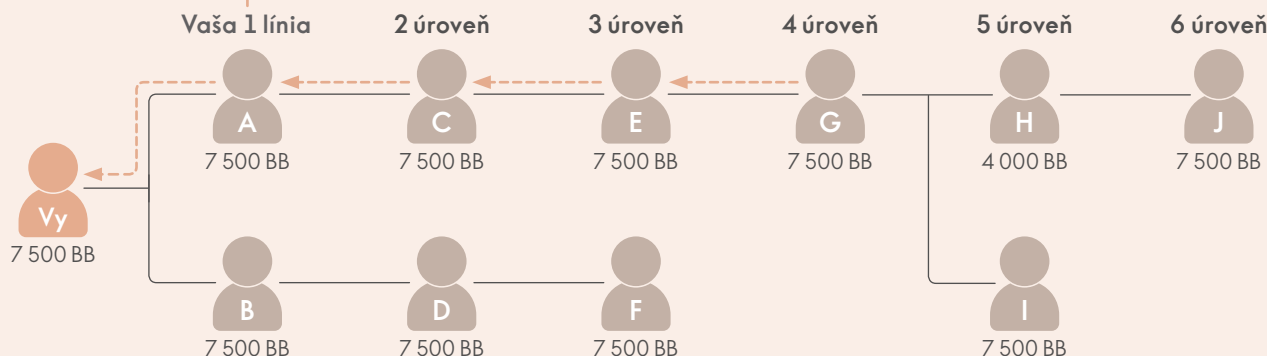 Vaša 1 línia 2 úroveň 3 úroveň 4 úroveň 5 úroveň 6 úroveň
A C E G H J
7 500 BB 7 500 BB 7 500 BB 7 500 BB 4 000 BB 7 500 BB
Vy
7 500 BB
B D F I
7 500 BB 7 500 BB 7 500 BB 7 500 BB